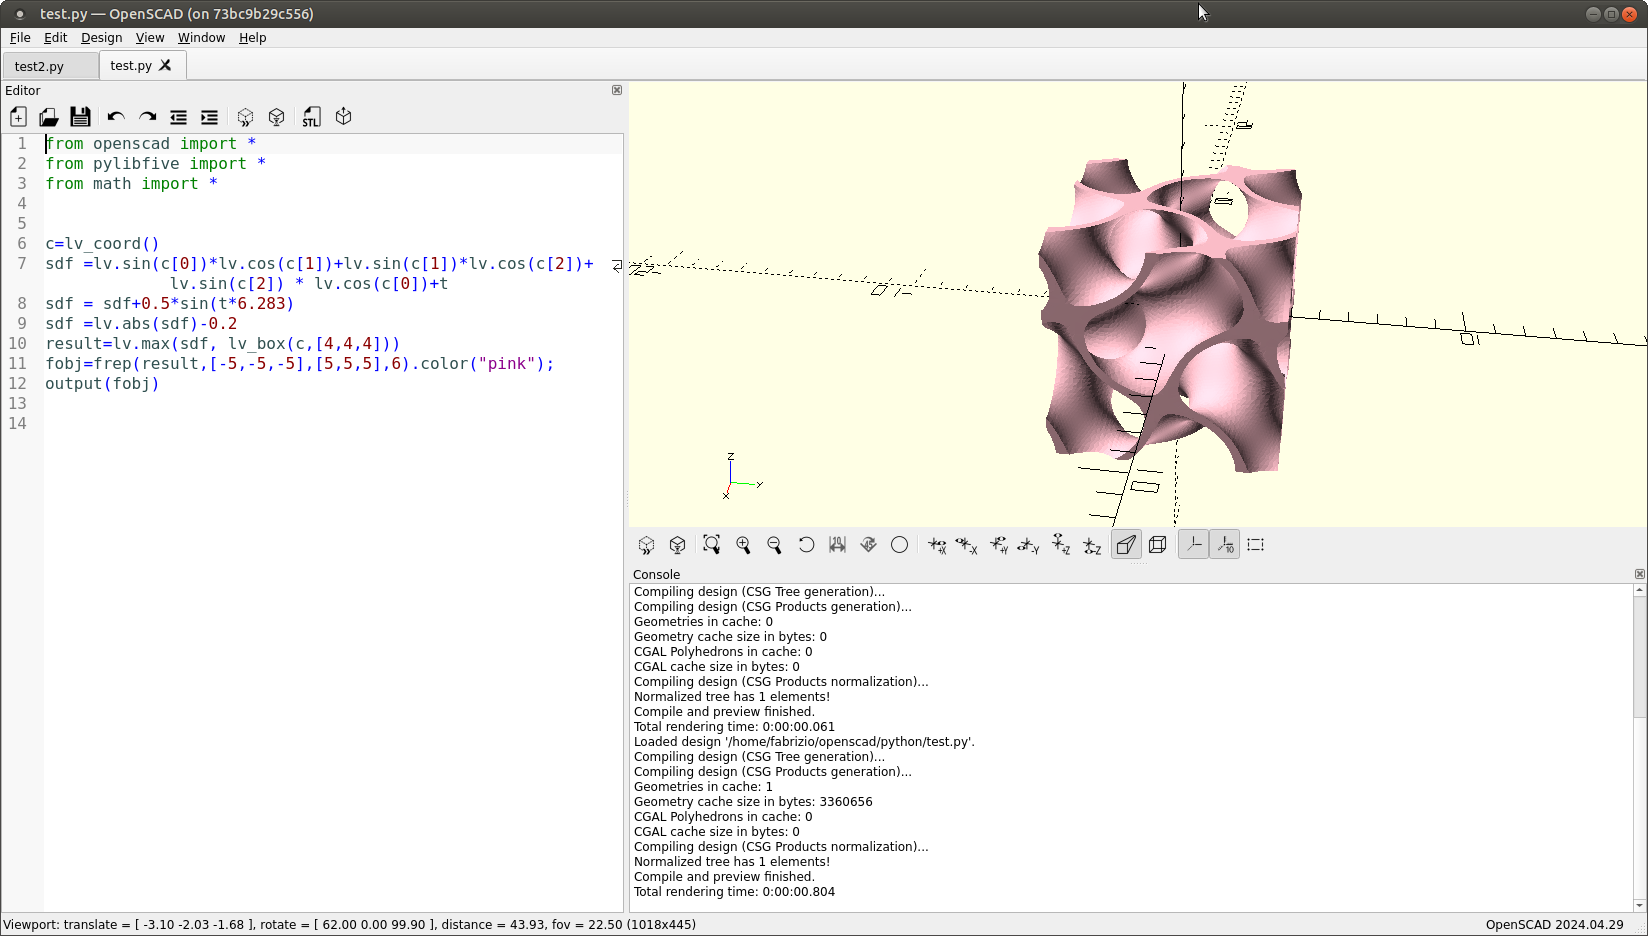 test.py — OpenSCAD (on 73bc9b29c556)
File Edit Design View Window Help
test2.py test.py
Editor
STL
1 from openscad import *
2 from pylibfive import *
3 from math import *
4
5
6 c=lv_coord()
7 sdf =lv.sin(c[0])*lv.cos(c[1])+lv.sin(c[1])*lv.cos(c[2])+
lv.sin(c[2]) * lv.cos(c[0])+t
8 sdf = sdf+0.5*sin(t*6.283)
9 sdf =lv.abs(sdf)-0.2
10 result=lv.max(sdf, lv_box(c,[4,4,4]))
11 fobj=frep(result,[-5,-5,-5],[5,5,5],6).color("pink");
12 output(fobj)
13
14
z
y
x
+X -X +Y -Y +Z -Z 10
Console
Compiling design (CSG Tree generation)...
Compiling design (CSG Products generation)...
Geometries in cache: 0
Geometry cache size in bytes: 0
CGAL Polyhedrons in cache: 0
CGAL cache size in bytes: 0
Compiling design (CSG Products normalization)...
Normalized tree has 1 elements!
Compile and preview finished.
Total rendering time: 0:00:00.061
Loaded design '/home/fabrizio/openscad/python/test.py'.
Compiling design (CSG Tree generation)...
Compiling design (CSG Products generation)...
Geometries in cache: 1
Geometry cache size in bytes: 3360656
CGAL Polyhedrons in cache: 0
CGAL cache size in bytes: 0
Compiling design (CSG Products normalization)...
Normalized tree has 1 elements!
Compile and preview finished.
Total rendering time: 0:00:00.804
Viewport: translate = [ -3.10 -2.03 -1.68 ], rotate = [ 62.00 0.00 99.90 ], distance = 43.93, fov = 22.50 (1018x445)
OpenSCAD 2024.04.29